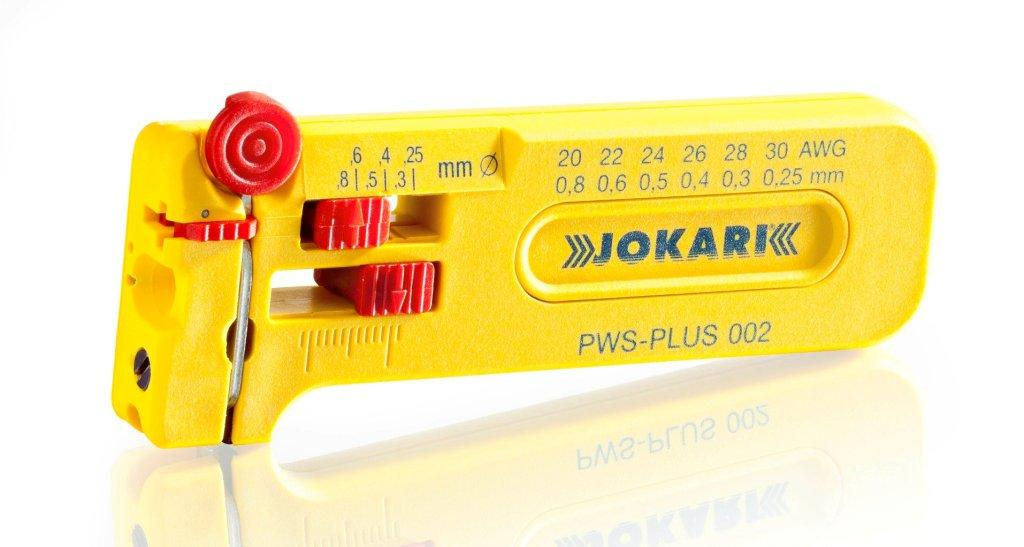 ,6 ,4 ,25
,8| ,5| ,3| mm Ø
20 22 24 26 28 30 AWG
0,8 0,6 0,5 0,4 0,3 0,25 mm
JOKARI
PWS-PLUS 002